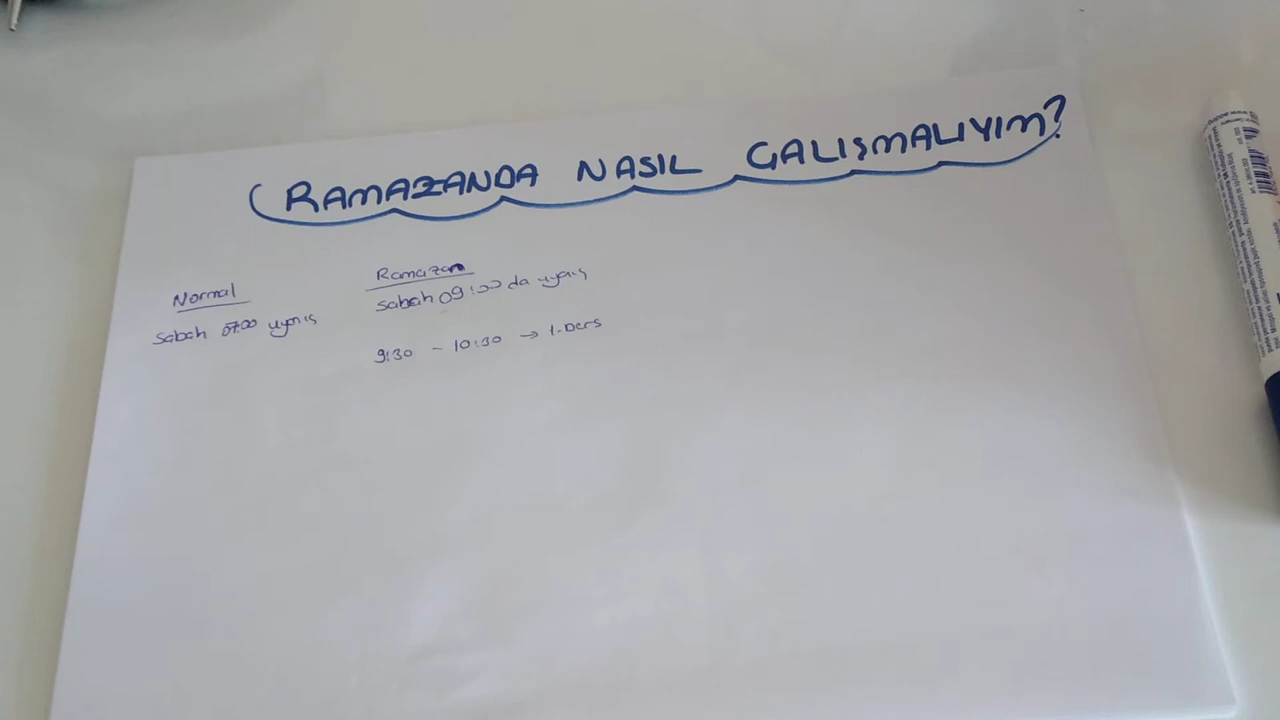 RAMAZANDA NASIL ÇALIŞMALIYIM?
Normal
Sabah 07:00 uyanış
Ramazan
Sabah 09:00 da uyanış
9:30 - 10:30 → 1.Ders